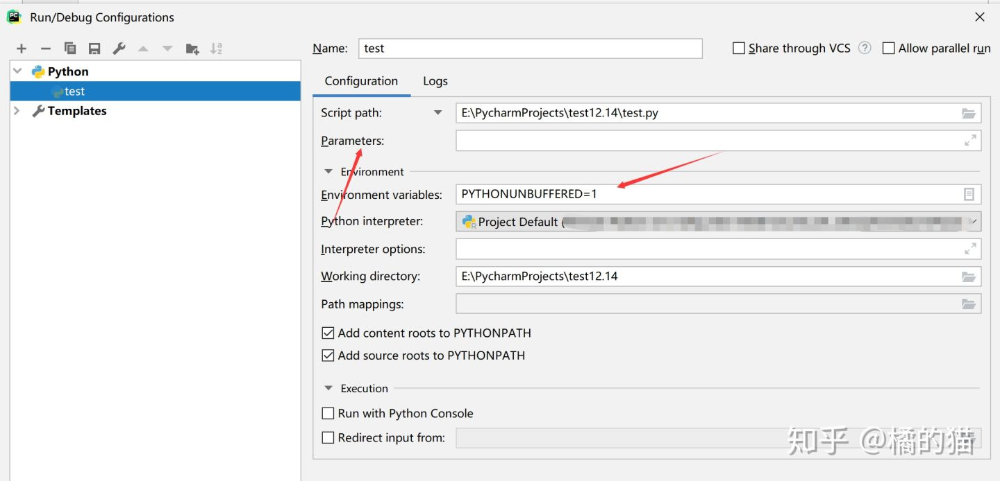 Run/Debug Configurations
Name: test Share through VCS ? Allow parallel run
Python
test
Templates
Configuration Logs
Script path: E:\PycharmProjects\test12.14\test.py
Parameters:
Environment
Environment variables: PYTHONUNBUFFERED=1
Python interpreter: Project Default (
Interpreter options:
Working directory: E:\PycharmProjects\test12.14
Path mappings:
Add content roots to PYTHONPATH
Add source roots to PYTHONPATH
Execution
Run with Python Console
Redirect input from:
知乎 @橘的猫